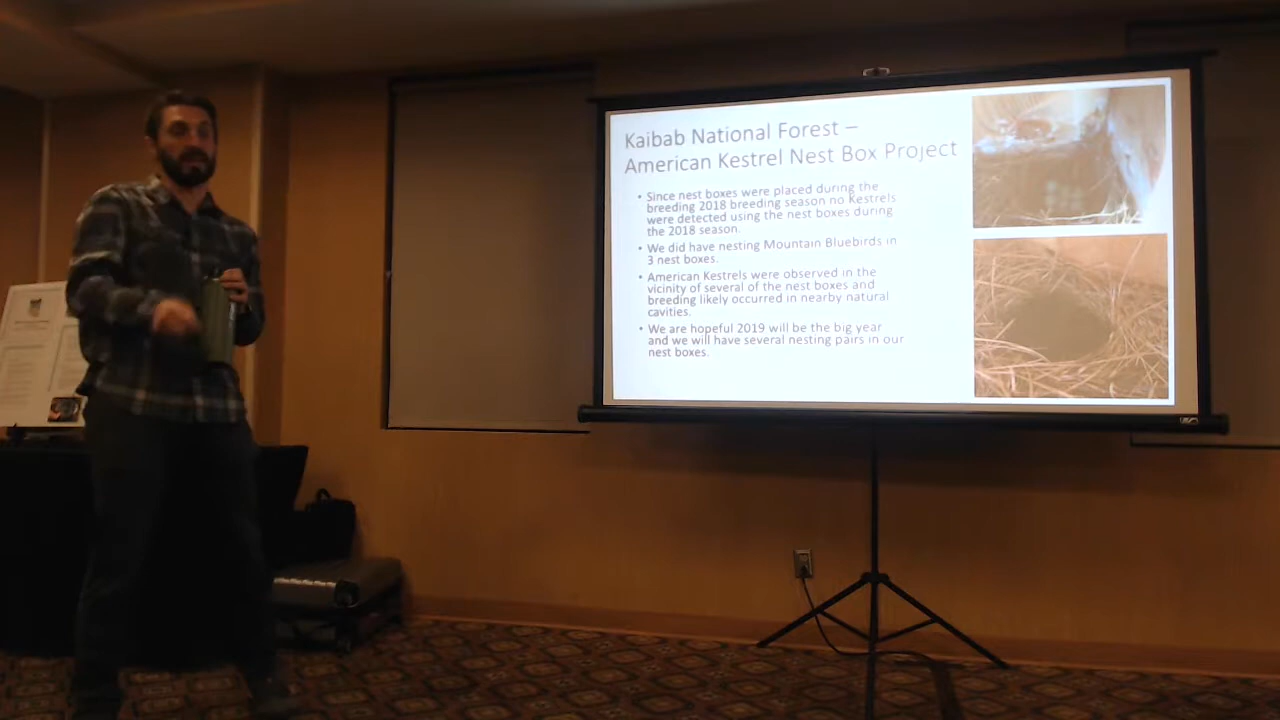 Kaibab National Forest –
American Kestrel Nest Box Project
• Since nest boxes were placed during the
breeding 2018 breeding season no Kestrels
were detected using the nest boxes during
the 2018 season.
• We did have nesting Mountain Bluebirds in
3 nest boxes.
• American Kestrels were observed in the
vicinity of several of the nest boxes and
breeding likely occurred in nearby natural
cavities.
• We are hopeful 2019 will be the big year
and we will have several nesting pairs in our
nest boxes.